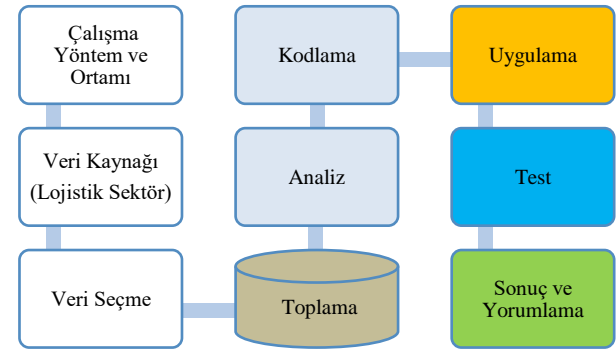 Çalışma
Yöntem ve
Ortamı
Veri Kaynağı
(Lojistik Sektör)
Veri Seçme
Toplama
Analiz
Kodlama
Uygulama
Test
Sonuç ve
Yorumlama